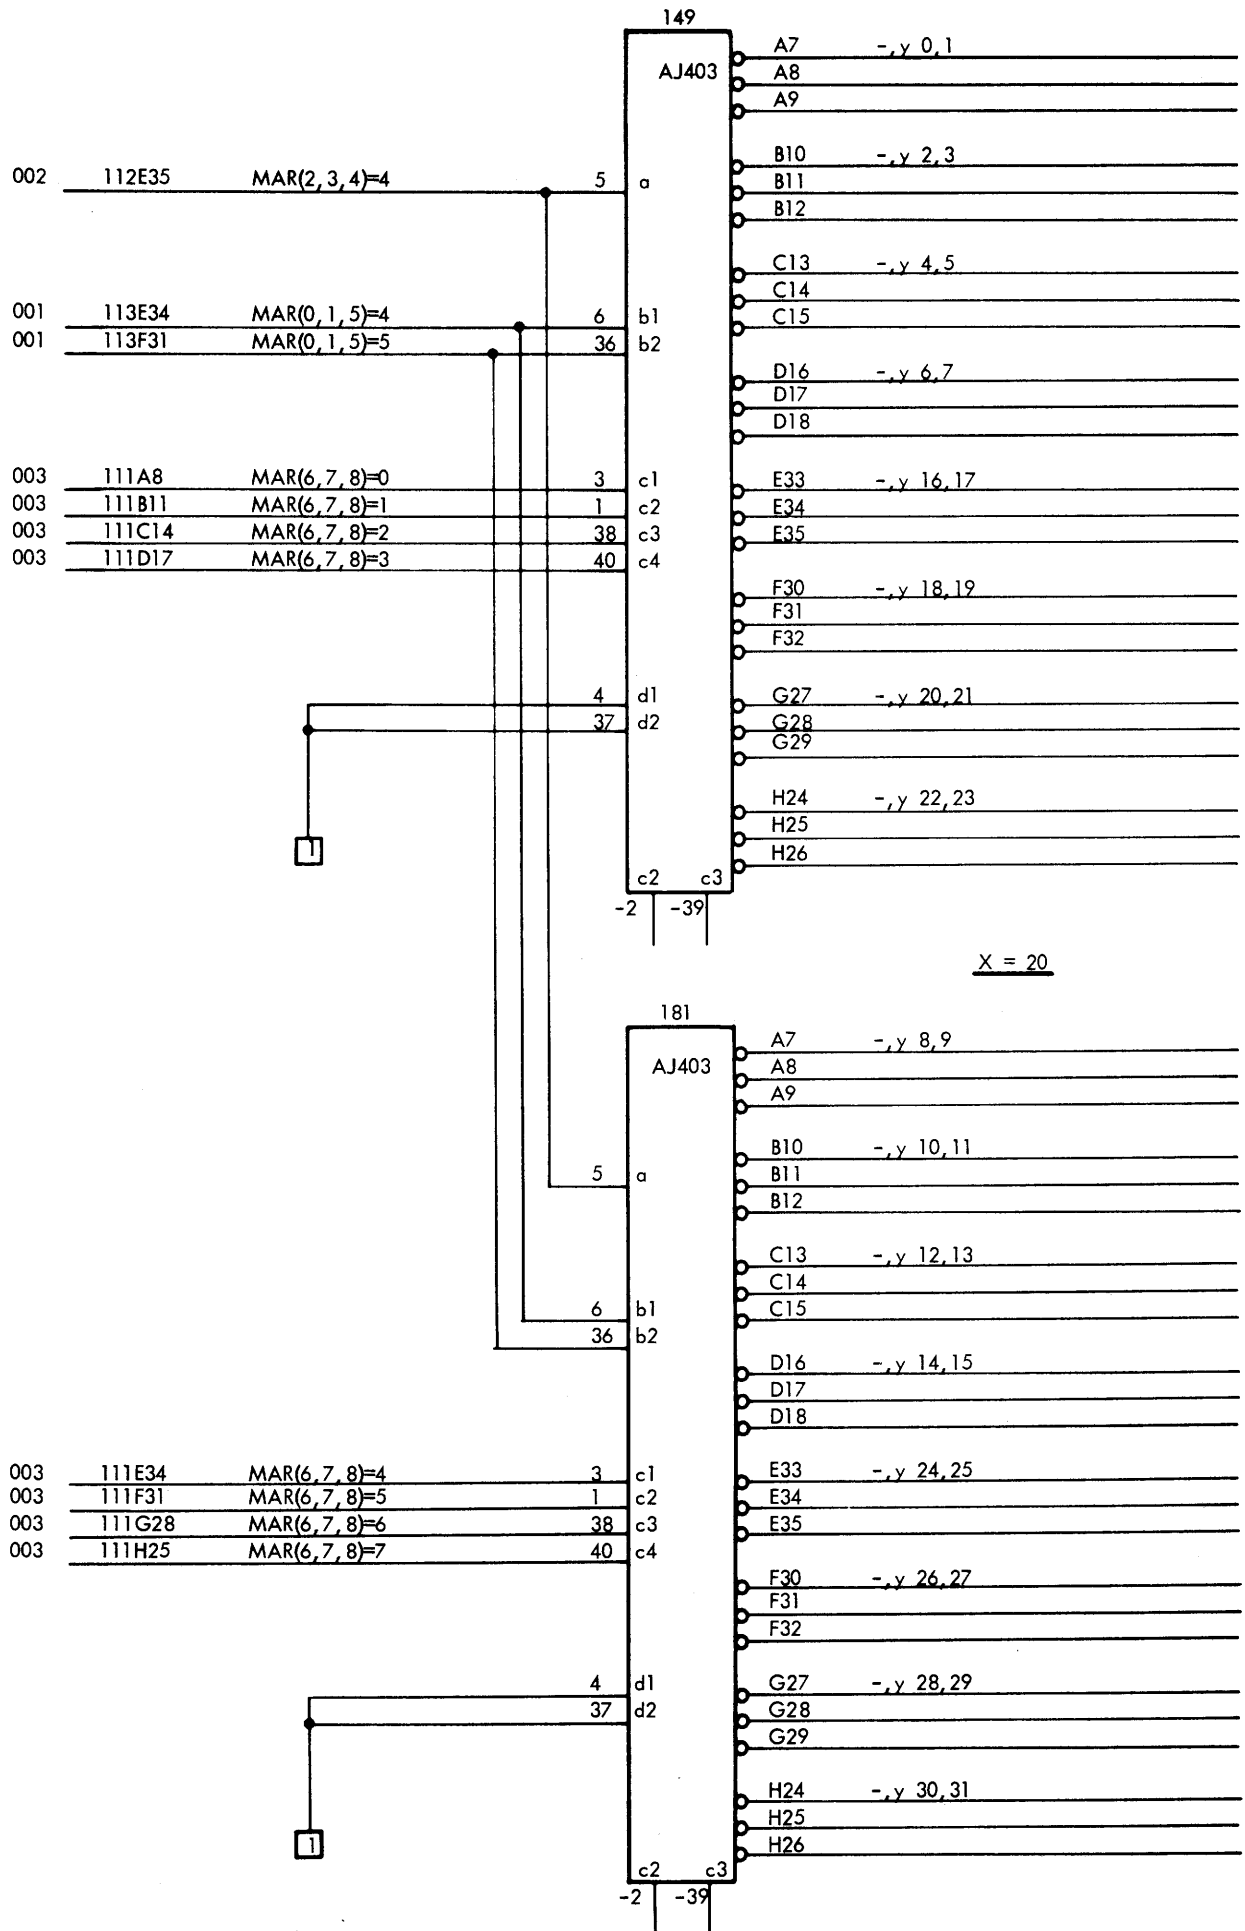 149
AJ403
A7 -,y 0,1
A8
A9
B10 -,y 2,3
B11
B12
002 112E35 MAR(2,3,4)=4 5 a
C13 -,y 4,5
C14
C15
001 113E34 MAR(0,1,5)=4 6 b1
001 113F31 MAR(0,1,5)=5 36 b2
D16 -,y 6,7
D17
D18
003 111A8 MAR(6,7,8)=0 3 c1
003 111B11 MAR(6,7,8)=1 1 c2
003 111C14 MAR(6,7,8)=2 38 c3
003 111D17 MAR(6,7,8)=3 40 c4
E33 -,y 16,17
E34
E35
F30 -,y 18,19
F31
F32
4 d1
37 d2
G27 -,y 20,21
G28
G29
1
H24 -,y 22,23
H25
H26
c2 c3
-2 -39
X = 20
181
AJ403
A7 -,y 8,9
A8
A9
B10 -,y 10,11
B11
B12
5 a
C13 -,y 12,13
C14
C15
6 b1
36 b2
D16 -,y 14,15
D17
D18
003 111E34 MAR(6,7,8)=4 3 c1
003 111F31 MAR(6,7,8)=5 1 c2
003 111G28 MAR(6,7,8)=6 38 c3
003 111H25 MAR(6,7,8)=7 40 c4
E33 -,y 24,25
E34
E35
F30 -,y 26,27
F31
F32
4 d1
37 d2
G27 -,y 28,29
G28
G29
1
H24 -,y 30,31
H25
H26
c2 c3
-2 -39